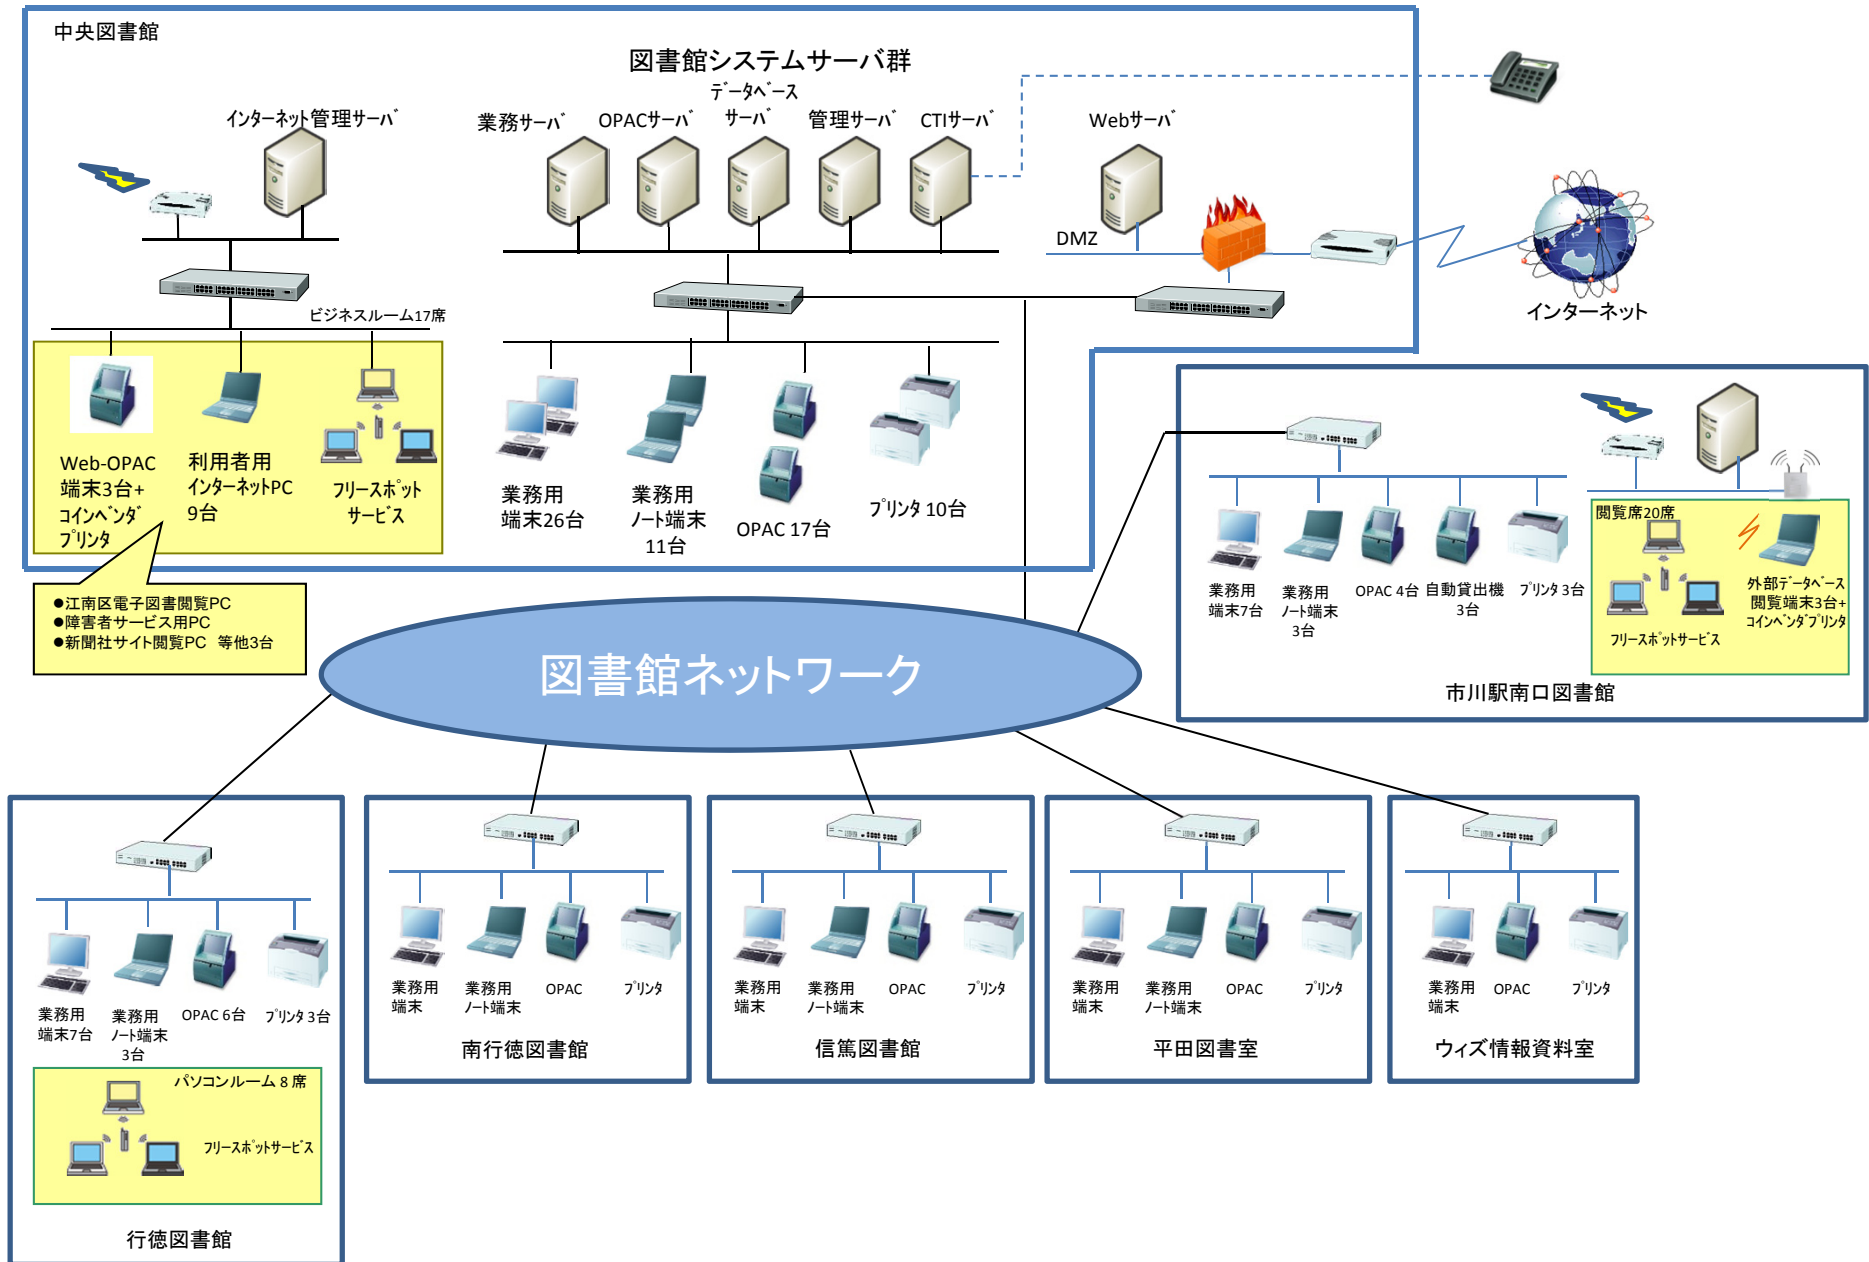 中央図書館
図書館システムサーバ群
インターネット管理サーバ
業務サーバ
OPACサーバ
データベース
サーバ
管理サーバ
CTIサーバ
Webサーバ
DMZ
インターネット
ビジネスルーム17席
Web-OPAC
端末3台+
コインベンダ
プリンタ
利用者用
インターネットPC
9台
フリースポット
サービス
業務用
端末26台
業務用
ノート端末
11台
OPAC 17台
プリンタ 10台
●江南区電子図書閲覧PC
●障害者サービス用PC
●新聞社サイト閲覧PC 等他3台
業務用
端末7台
業務用
ノート端末
3台
OPAC 4台
自動貸出機
3台
プリンタ 3台
閲覧席20席
フリースポットサービス
外部データベース
閲覧端末3台+
コインベンダプリンタ
市川駅南口図書館
図書館ネットワーク
業務用
端末7台
業務用
ノート端末
3台
OPAC 6台
プリンタ 3台
パソコンルーム 8 席
フリースポットサービス
行徳図書館
業務用
端末
業務用
ノート端末
OPAC
プリンタ
南行徳図書館
業務用
端末
業務用
ノート端末
OPAC
プリンタ
信篤図書館
業務用
端末
業務用
ノート端末
OPAC
プリンタ
平田図書室
業務用
端末
OPAC
プリンタ
ウィズ情報資料室